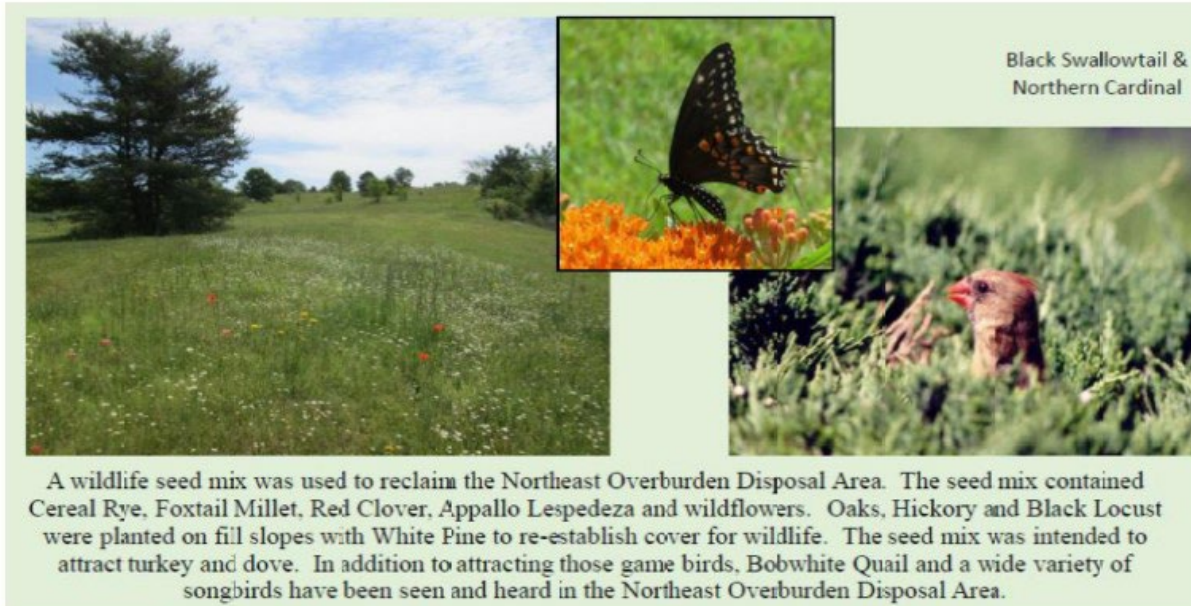 Black Swallowtail &
Northern Cardinal
A wildlife seed mix was used to reclaim the Northeast Overburden Disposal Area. The seed mix contained
Cereal Rye, Foxtail Millet, Red Clover, Appallo Lespedeza and wildflowers. Oaks, Hickory and Black Locust
were planted on fill slopes with White Pine to re-establish cover for wildlife. The seed mix was intended to
attract turkey and dove. In addition to attracting those game birds, Bobwhite Quail and a wide variety of
songbirds have been seen and heard in the Northeast Overburden Disposal Area.